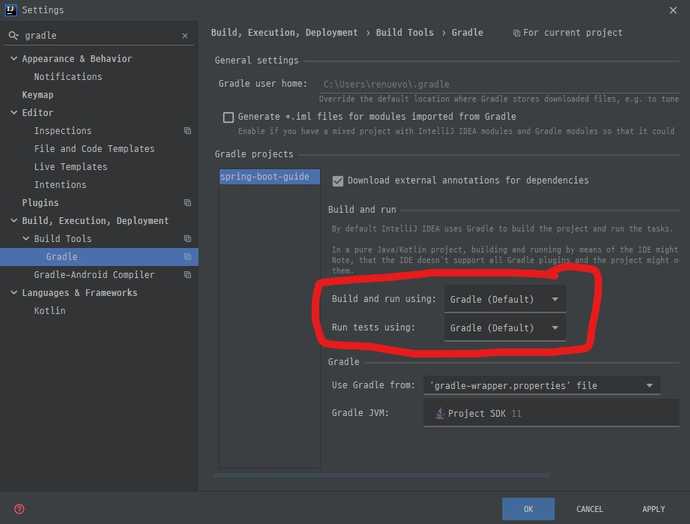 Settings
gradle
Appearance & Behavior
Notifications
Keymap
Editor
Inspections
File and Code Templates
Live Templates
Intentions
Plugins
Build, Execution, Deployment
Build Tools
Gradle
Gradle-Android Compiler
Languages & Frameworks
Kotlin
Build, Execution, Deployment › Build Tools › Gradle For current project
General settings
Gradle user home: C:\Users\renuevo\.gradle
Override the default location where Gradle stores downloaded files, e.g. to tune
Generate *.iml files for modules imported from Gradle
Enable if you have a mixed project with IntelliJ IDEA modules and Gradle modules so that it could
Gradle projects
spring-boot-guide
Download external annotations for dependencies
Build and run
By default IntelliJ IDEA uses Gradle to build the project and run the tasks.
In a pure Java/Kotlin project, building and running by means of the IDE might
Note, that the IDE doesn't support all Gradle plugins and the project might n
them.
Build and run using: Gradle (Default)
Run tests using: Gradle (Default)
Gradle
Use Gradle from: 'gradle-wrapper.properties' file
Gradle JVM: Project SDK 11
?
OK CANCEL APPLY